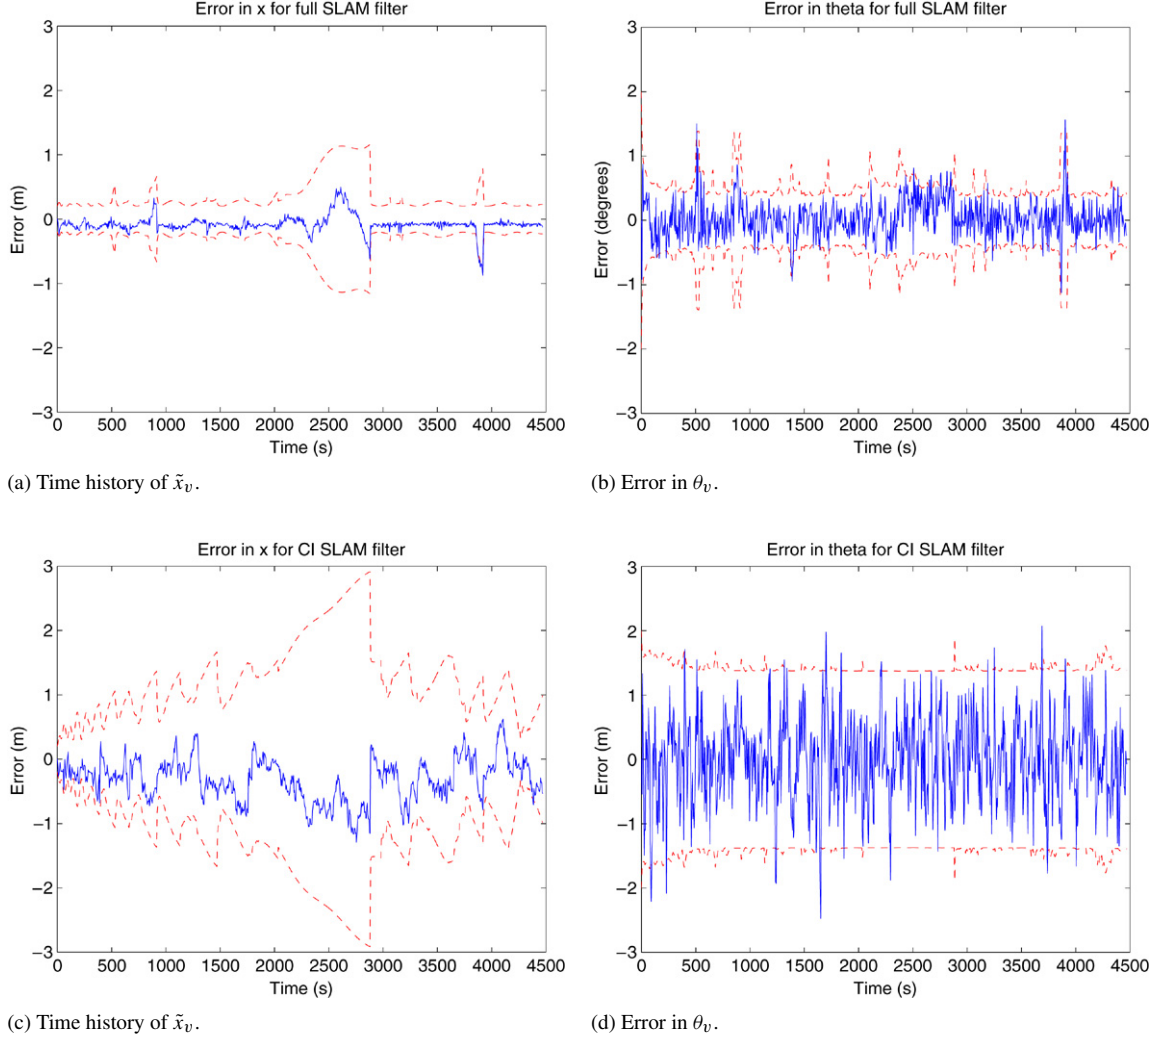 Error in x for full SLAM filter
3
2
1
0
−1
−2
−3
Error (m)
0 500 1000 1500 2000 2500 3000 3500 4000 4500
Time (s)
(a) Time history of x̃ᵥ.
Error in theta for full SLAM filter
3
2
1
0
−1
−2
−3
Error (degrees)
0 500 1000 1500 2000 2500 3000 3500 4000 4500
Time (s)
(b) Error in θᵥ.
Error in x for CI SLAM filter
3
2
1
0
−1
−2
−3
Error (m)
0 500 1000 1500 2000 2500 3000 3500 4000 4500
Time (s)
(c) Time history of x̃ᵥ.
Error in theta for CI SLAM filter
3
2
1
0
−1
−2
−3
Error (m)
0 500 1000 1500 2000 2500 3000 3500 4000 4500
Time (s)
(d) Error in θᵥ.